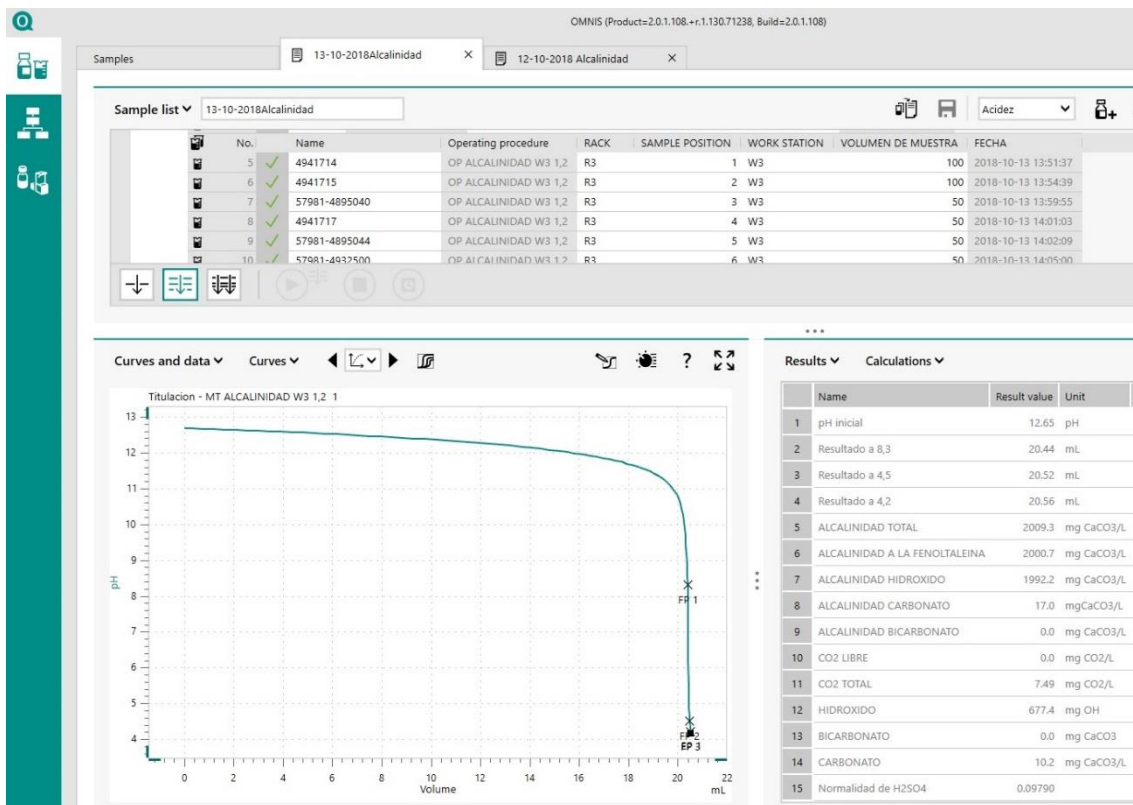 OMNIS (Product=2.0.1.108.+r.1.130.71238, Build=2.0.1.108)
Samples 13-10-2018Alcalinidad × 12-10-2018 Alcalinidad ×
Sample list 13-10-2018Alcalinidad Acidez
No. Name Operating procedure RACK SAMPLE POSITION WORK STATION VOLUMEN DE MUESTRA FECHA
5 4941714 OP ALCALINIDAD W3 1,2 R3 1 W3 100 2018-10-13 13:51:37
6 4941715 OP ALCALINIDAD W3 1,2 R3 2 W3 100 2018-10-13 13:54:39
7 57981-4895040 OP ALCALINIDAD W3 1,2 R3 3 W3 50 2018-10-13 13:59:55
8 4941717 OP ALCALINIDAD W3 1,2 R3 4 W3 50 2018-10-13 14:01:03
9 57981-4895044 OP ALCALINIDAD W3 1,2 R3 5 W3 50 2018-10-13 14:02:09
10 57981-4932500 OP ALCALINIDAD W3 1,2 R3 6 W3 50 2018-10-13 14:05:00
Curves and data Curves ?
Titulacion - MT ALCALINIDAD W3 1,2 1
13
12
11
10
9
8
7
6
5
4
pH
EP 1
EP 3
0 2 4 6 8 10 12 14 16 18 20 22
Volume mL
Results Calculations
Name Result value Unit
1 pH inicial 12.65 pH
2 Resultado a 8,3 20.44 mL
3 Resultado a 4,5 20.52 mL
4 Resultado a 4,2 20.56 mL
5 ALCALINIDAD TOTAL 2009.3 mg CaCO3/L
6 ALCALINIDAD A LA FENOLTALEINA 2000.7 mg CaCO3/L
7 ALCALINIDAD HIDROXIDO 1992.2 mg CaCO3/L
8 ALCALINIDAD CARBONATO 17.0 mgCaCO3/L
9 ALCALINIDAD BICARBONATO 0.0 mg CaCO3/L
10 CO2 LIBRE 0.0 mg CO2/L
11 CO2 TOTAL 7.49 mg CO2/L
12 HIDROXIDO 677.4 mg OH
13 BICARBONATO 0.0 mg CaCO3
14 CARBONATO 10.2 mg CaCO3/L
15 Normalidad de H2SO4 0.09790